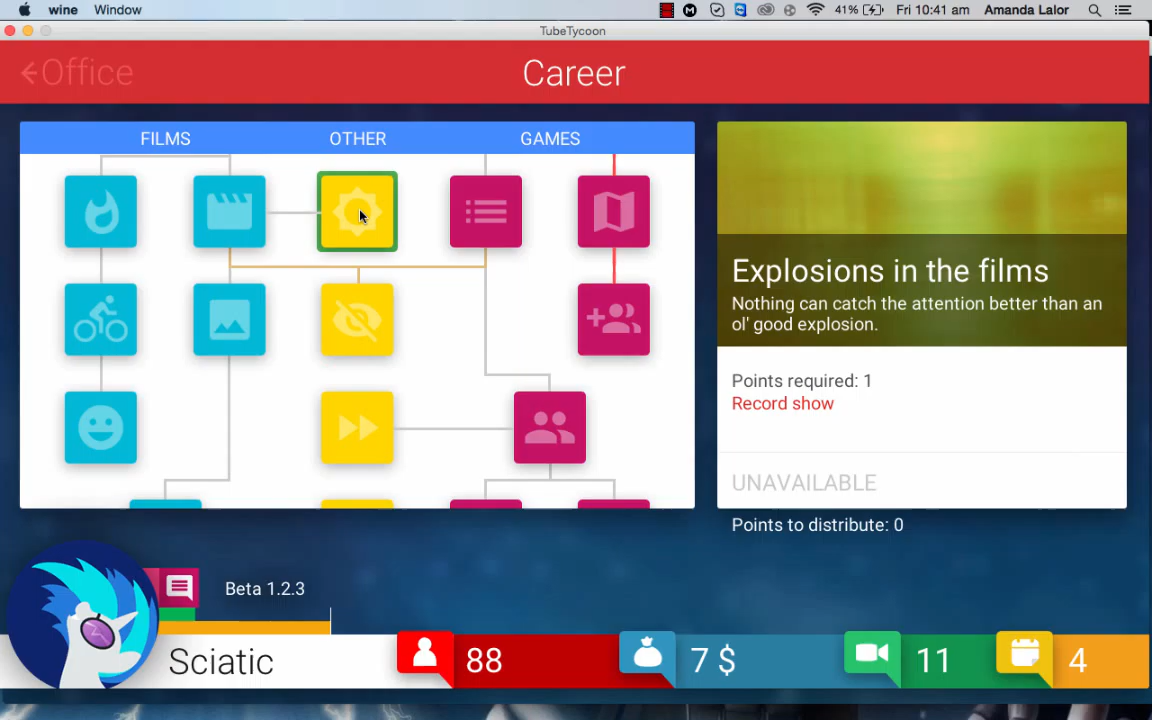 wine Window 41% Fri 10:41 am Amanda Lalor
TubeTycoon
Office
Career
FILMS OTHER GAMES
Explosions in the films
Nothing can catch the attention better than an
ol' good explosion.
Points required: 1
Record show
UNAVAILABLE
Points to distribute: 0
Beta 1.2.3
Sciatic 88 7 $ 11 4